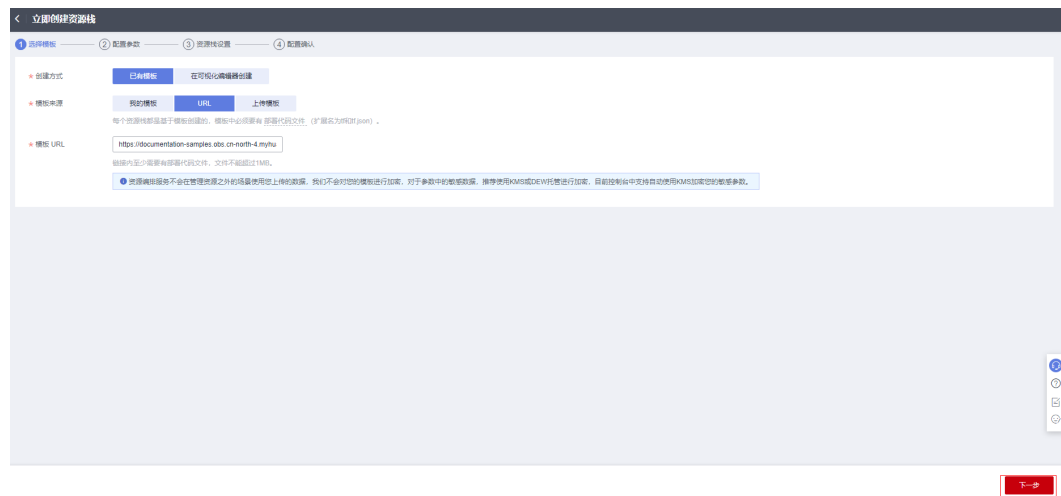 立即创建资源栈
1 选择模板 2 配置参数 3 资源栈设置 4 配置确认
* 创建方式 已有模板 在可视化编辑器创建
* 模板来源 我的模板 URL 上传模板
每个资源栈都是基于模板创建的，模板中必须要有 部署代码文件 （扩展名为tf和tf.json）。
* 模板 URL https://documentation-samples.obs.cn-north-4.myhu
链接内至少需要有部署代码文件，文件不能超过1MB。
资源编排服务不会在管理资源之外的场景使用您上传的数据，我们不会对您的模板进行加密，对于参数中的敏感数据，推荐使用KMS或DEW托管进行加密，目前控制台中支持自动使用KMS加密您的敏感参数。
下一步